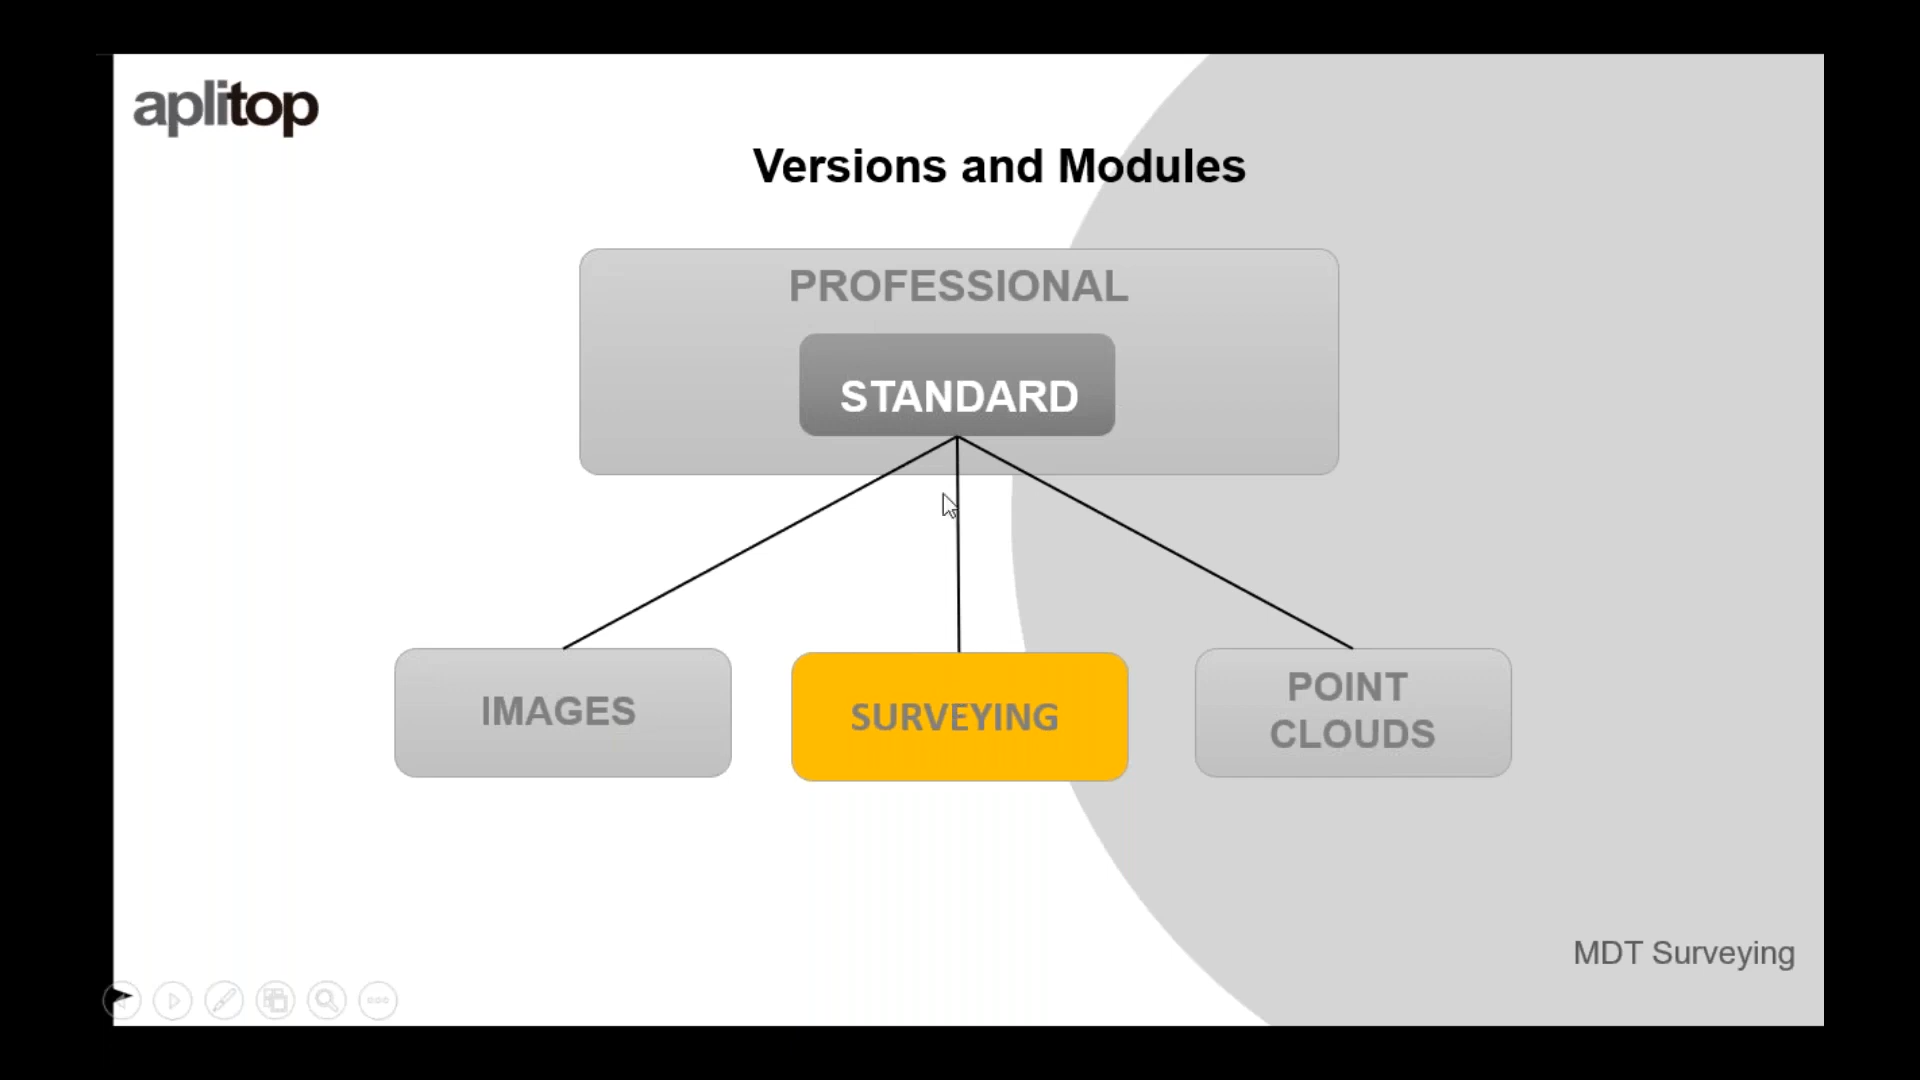 aplitop
Versions and Modules
PROFESSIONAL
STANDARD
IMAGES
SURVEYING
POINT
CLOUDS
MDT Surveying